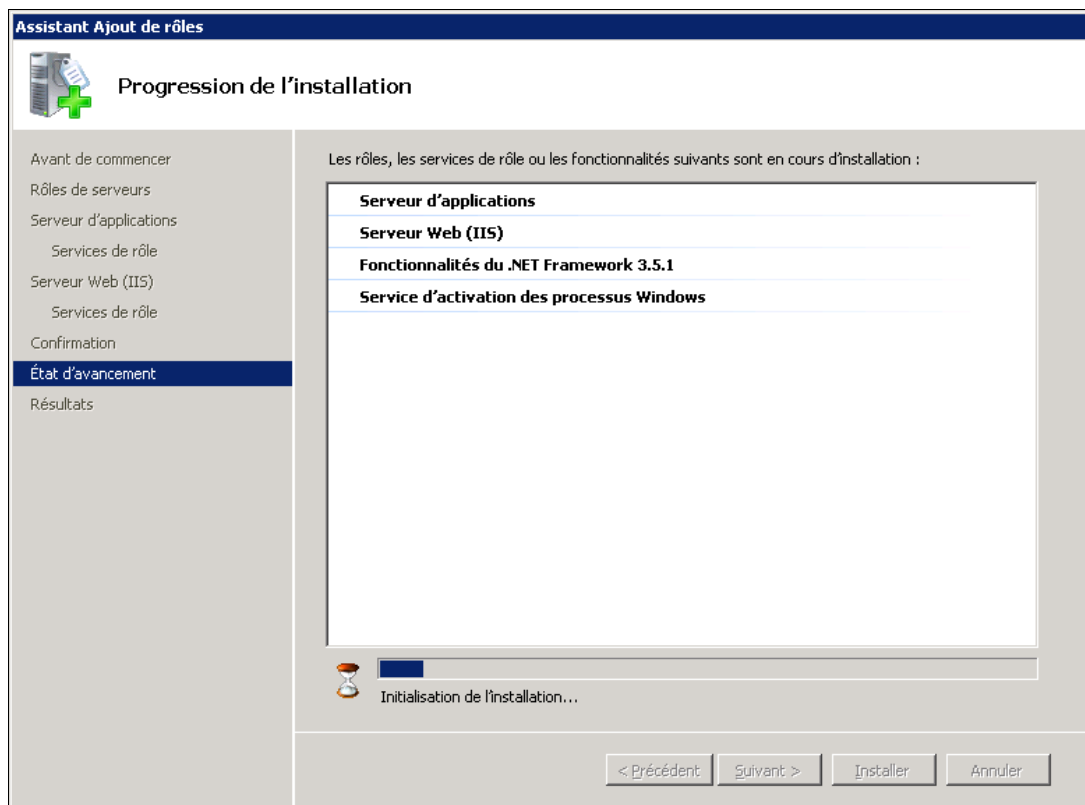 Assistant Ajout de rôles
Progression de l'installation
Avant de commencer
Rôles de serveurs
Serveur d'applications
Services de rôle
Serveur Web (IIS)
Services de rôle
Confirmation
État d'avancement
Résultats
Les rôles, les services de rôle ou les fonctionnalités suivants sont en cours d'installation :
Serveur d'applications
Serveur Web (IIS)
Fonctionnalités du .NET Framework 3.5.1
Service d'activation des processus Windows
Initialisation de l'installation...
< Précédent Suivant > Installer Annuler